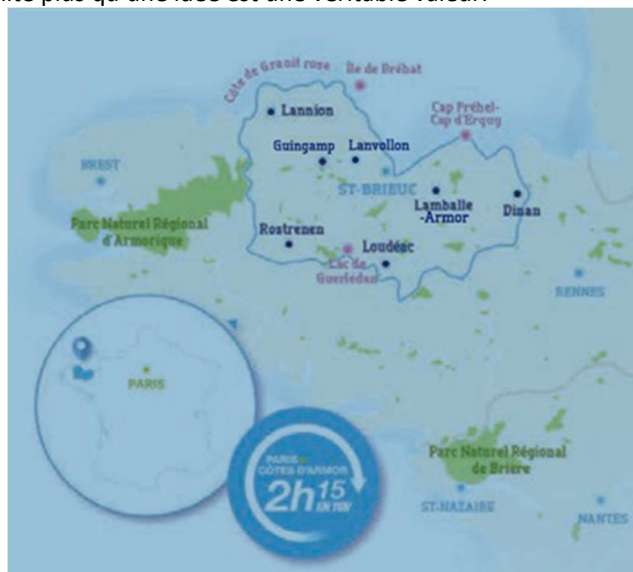 plus qu'une idée est une véritable valeur.
Côte de Granit rose
Île de Bréhat
Lannion
Cap Fréhel-
Cap d'Erquy
Guingamp
Lanvollon
BREST
ST-BRIEUC
Lamballe
-Armor
Dinan
Parc Naturel Régional
d'Armorique
Rostrenen
Loudéac
Lac de
Guerlédan
RENNES
PARIS
PARIS
CÔTES D'ARMOR
2h15
EN TGV
Parc Naturel Régional
de Brière
ST-NAZAIRE
NANTES